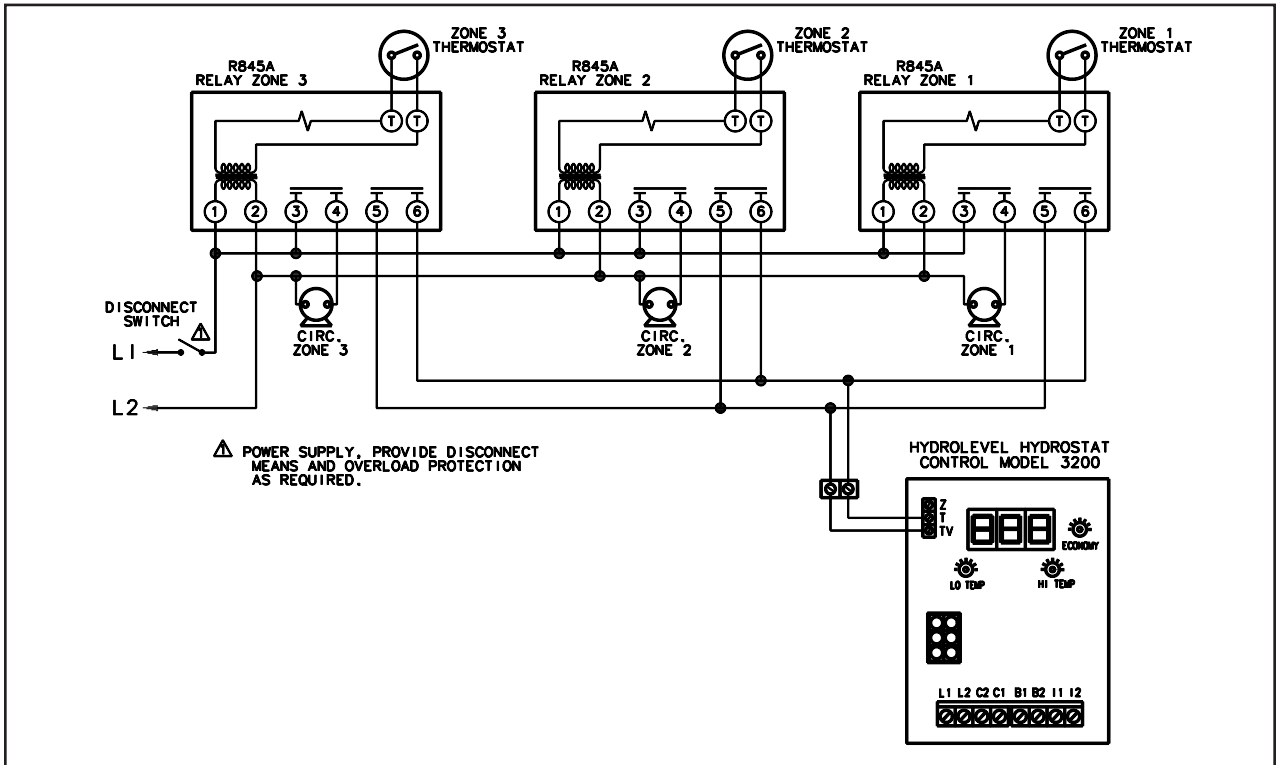 ZONE 3
THERMOSTAT
ZONE 2
THERMOSTAT
ZONE 1
THERMOSTAT
R845A
RELAY ZONE 3
R845A
RELAY ZONE 2
R845A
RELAY ZONE 1
T T
T T
T T
1 2 3 4 5 6
1 2 3 4 5 6
1 2 3 4 5 6
DISCONNECT
SWITCH
1
L1
L2
CIRC.
ZONE 3
CIRC.
ZONE 2
CIRC.
ZONE 1
1 POWER SUPPLY, PROVIDE DISCONNECT
MEANS AND OVERLOAD PROTECTION
AS REQUIRED.
HYDROLEVEL HYDROSTAT
CONTROL MODEL 3200
Z
T
TV
888
ECONOMY
LO TEMP
HI TEMP
L1 L2 C2 C1 B1 B2 I1 I2